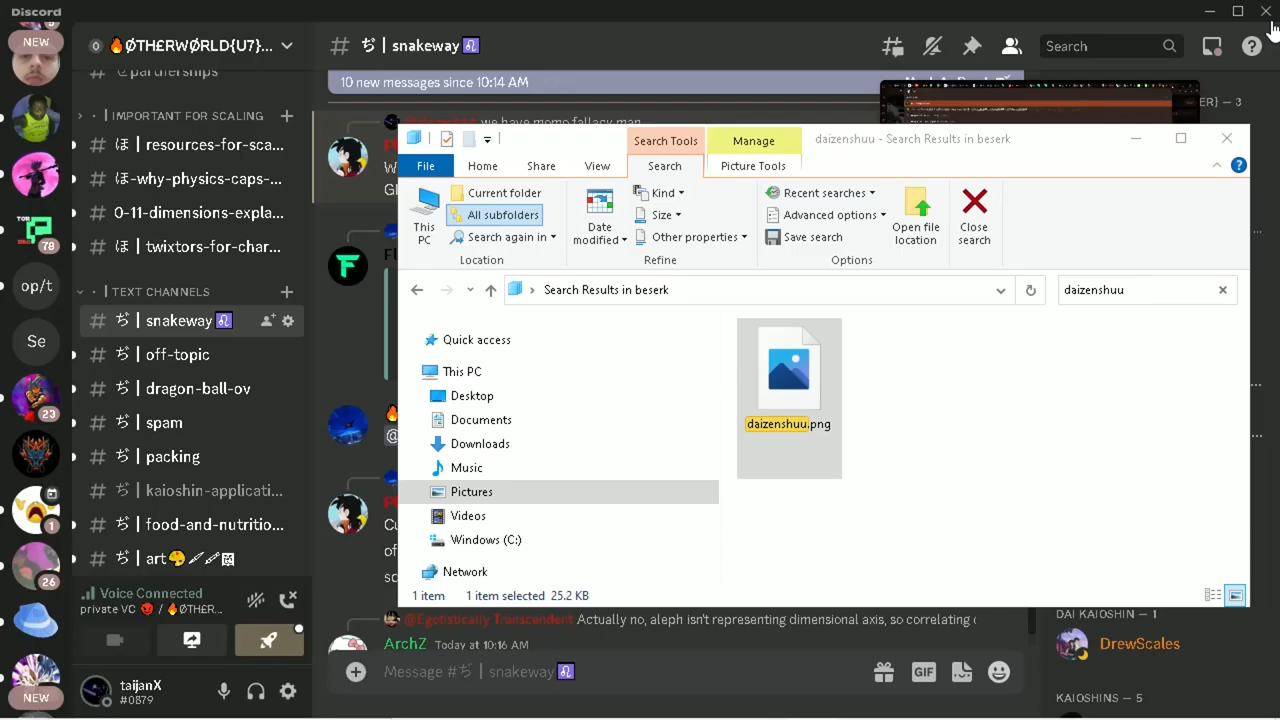 Discord
NEW
🔥ØTHɆRWØRLD{U7}...
@partnerships
IMPORTANT FOR SCALING
ほ | resources-for-sca...
ほ-why-physics-caps-...
0-11-dimensions-expla...
ほ | twixtors-for-char...
78
op/t
Se
23
1
26
NEW
TEXT CHANNELS
ぢ | snakeway♌
ぢ | off-topic
ぢ | dragon-ball-ov
ぢ | spam
ぢ | packing
ぢ | kaioshin-applicati...
ぢ | food-and-nutritio...
ぢ | art🎨🖌🖍🖼
Voice Connected
private VC 👹 / 🔥ØTHɆR...
taijanX
#0879
ぢ | snakeway♌
Search
10 new messages since 10:14 AM
we have momo fallacy man
daizenshuu - Search Results in beserk
Search Tools
Manage
File
Home
Share
View
Search
Picture Tools
This PC
Current folder
All subfolders
Search again in
Location
Date modified
Kind
Size
Other properties
Refine
Recent searches
Advanced options
Save search
Options
Open file location
Close search
Search Results in beserk
daizenshuu
Quick access
This PC
Desktop
Documents
Downloads
Music
Pictures
Videos
Windows (C:)
Network
daizenshuu.png
1 item
1 item selected 25.2 KB
@Egotistically Transcendent Actually no, aleph isn't representing dimensional axis, so correlating
ArchZ Today at 10:16 AM
Message #ぢ | snakeway♌
GIF
DAI KAIOSHIN — 1
DrewScales
KAIOSHINS — 5